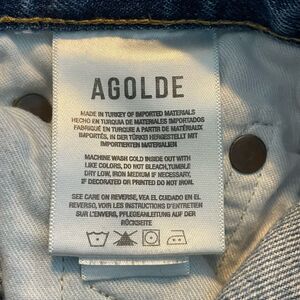 AGOLDE
MADE IN TURKEY OF IMPORTED MATERIALS
HECHO EN TURQUIA DE MATERIALES IMPORTADOS
FABRIQUÉ EN TURQUIE A PARTIR DE MATÉRIAUX
IMPORTÉS, IN DER TÜRKEI HERGESTELLT MIT
IMPORTIERTEN MATERIALIEN
MACHINE WASH COLD INSIDE OUT WITH
LIKE COLORS, DO NOT BLEACH,TUMBLE
DRY LOW, IRON MEDIUM IF NECESSARY.
IF DECORATED OR PRINTED DO NOT IRON.
SEE CARE ON REVERSE, VEA EL CUIDADO EN EL
REVERSO, VOIR LES INSTRUCTIONS D'ENTRETIEN
SUR L'ENVERS, PFLEGEANLEITUNG AUF DER
RÜCKSEITE